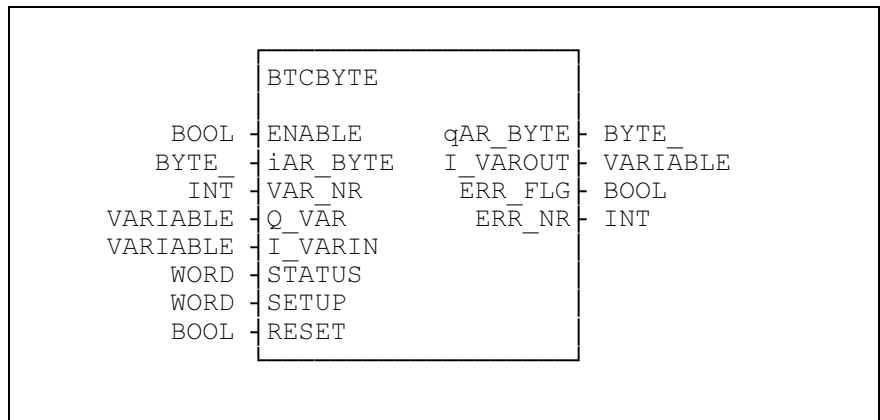 BTCBYTE
BOOL ENABLE qAR_BYTE BYTE_
BYTE_ iAR_BYTE I_VAROUT VARIABLE
INT VAR_NR ERR_FLG BOOL
VARIABLE Q_VAR ERR_NR INT
VARIABLE I_VARIN
WORD STATUS
WORD SETUP
BOOL RESET